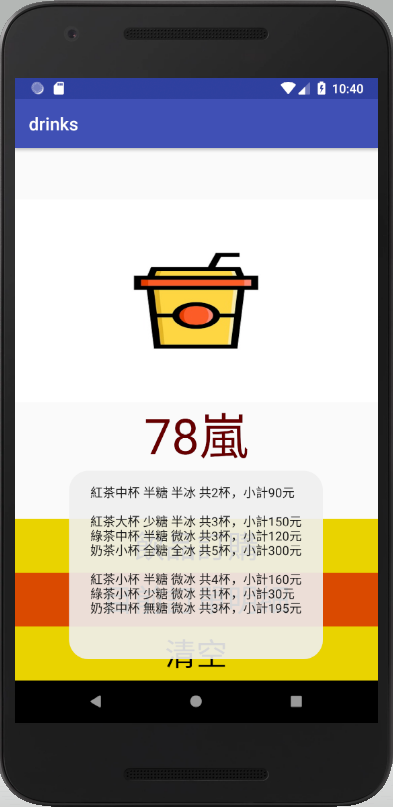 10:40
drinks
78嵐
紅茶中杯 半糖 半冰 共2杯，小計90元
紅茶大杯 少糖 半冰 共3杯，小計150元
綠茶中杯 半糖 微冰 共3杯，小計120元
奶茶小杯 全糖 全冰 共5杯，小計300元
紅茶小杯 半糖 微冰 共4杯，小計160元
綠茶小杯 少糖 微冰 共1杯，小計30元
奶茶中杯 無糖 微冰 共3杯，小計195元
清空